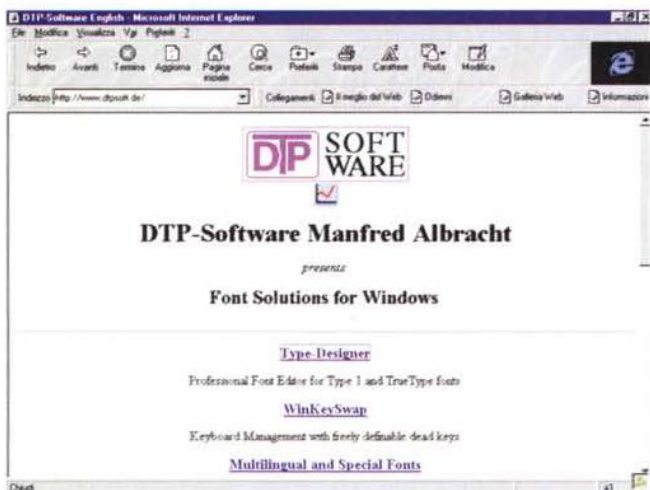 DTP-Software English - Microsoft Internet Explorer
File Modifica Visualizza Vai Preferiti ?
Indietro Avanti Termina Aggiorna Pagina iniziale Cerca Preferiti Stampa Carattere Posta Modifica
Indirizzo http://www.dtpsoft.de/ Collegamenti Il meglio del Web Galleria Web Informazioni
DTP SOFT
WARE
DTP-Software Manfred Albracht
presents
Font Solutions for Windows
Type-Designer
Professional Font Editor for Type 1 and TrueType fonts
WinKeySwap
Keyboard Management with freely definable dead keys
Multilingual and Special Fonts